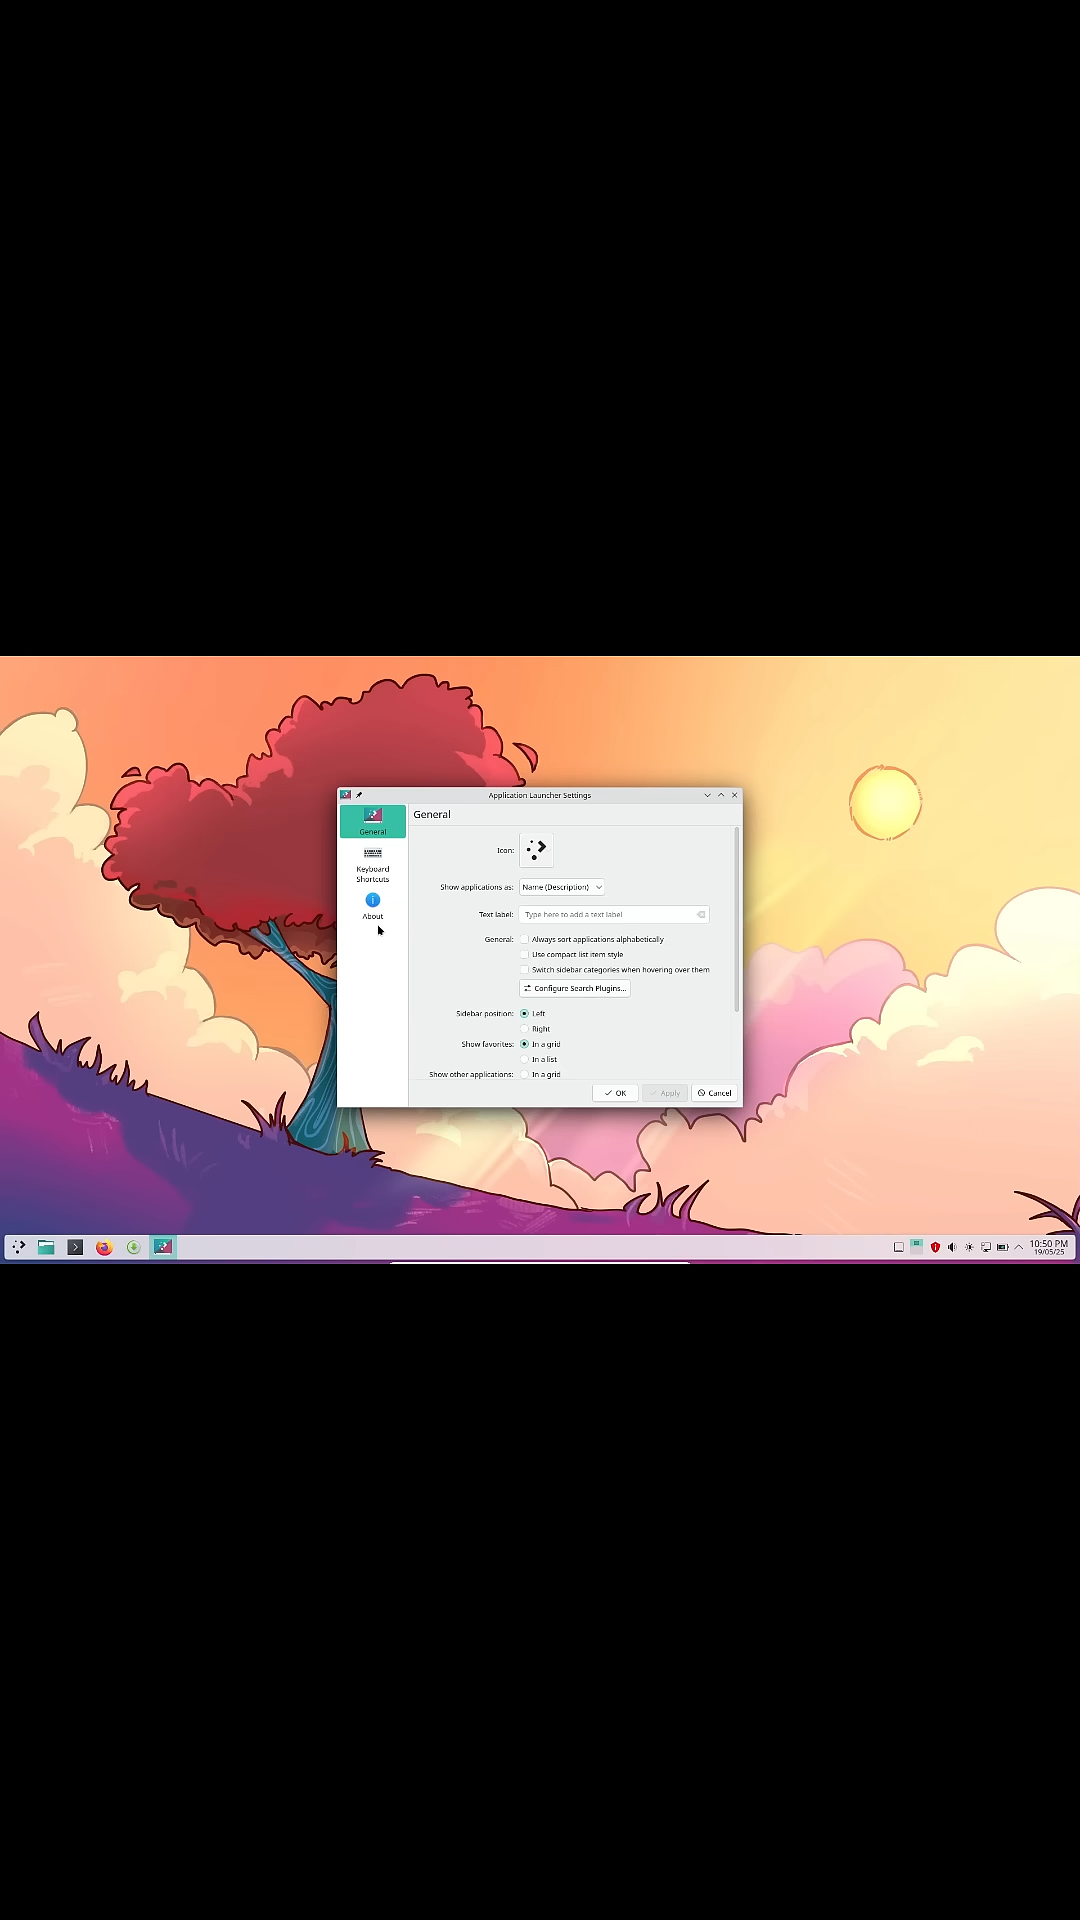 Application Launcher Settings
General
General
Icon:
Keyboard
Shortcuts
Show applications as: Name (Description)
About
Text label: Type here to add a text label
General: Always sort applications alphabetically
Use compact list item style
Switch sidebar categories when hovering over them
Configure Search Plugins...
Sidebar position: Left
Right
Show favorites: In a grid
In a list
Show other applications: In a grid
OK Apply Cancel
10:50 PM
19/05/25